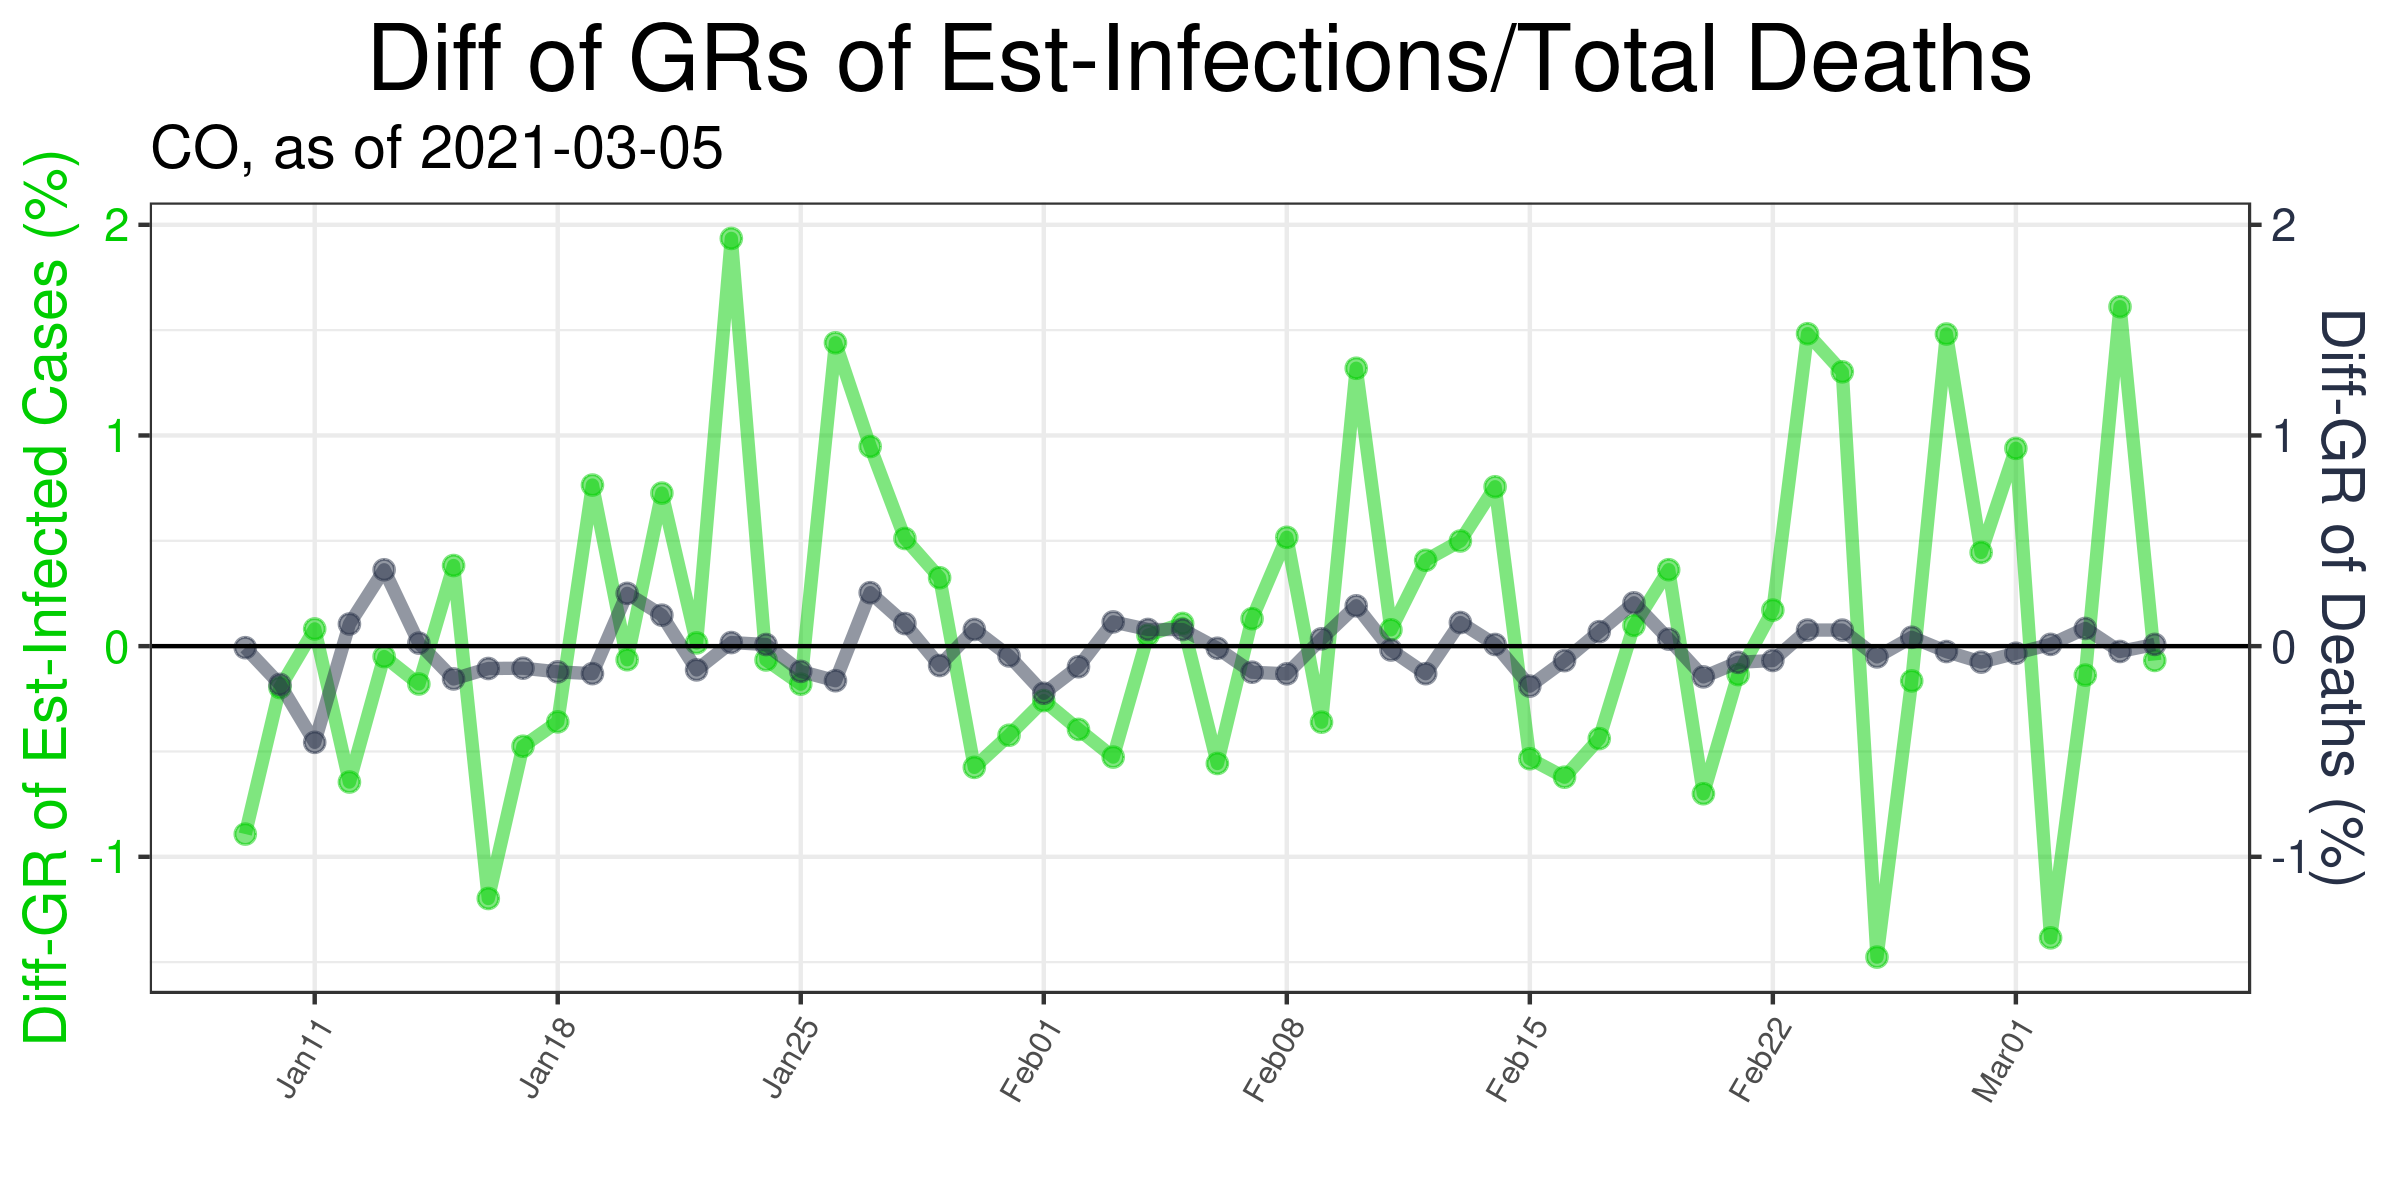 Diff of GRs of Est-Infections/Total Deaths
CO, as of 2021-03-05
Diff-GR of Est-Infected Cases (%)
2
1
0
-1
2
1
0
-1
Diff-GR of Deaths (%)
Jan11
Jan18
Jan25
Feb01
Feb08
Feb15
Feb22
Mar01